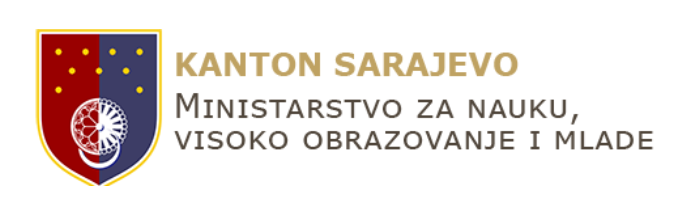 KANTON SARAJEVO
MINISTARSTVO ZA NAUKU,
VISOKO OBRAZOVANJE I MLADE